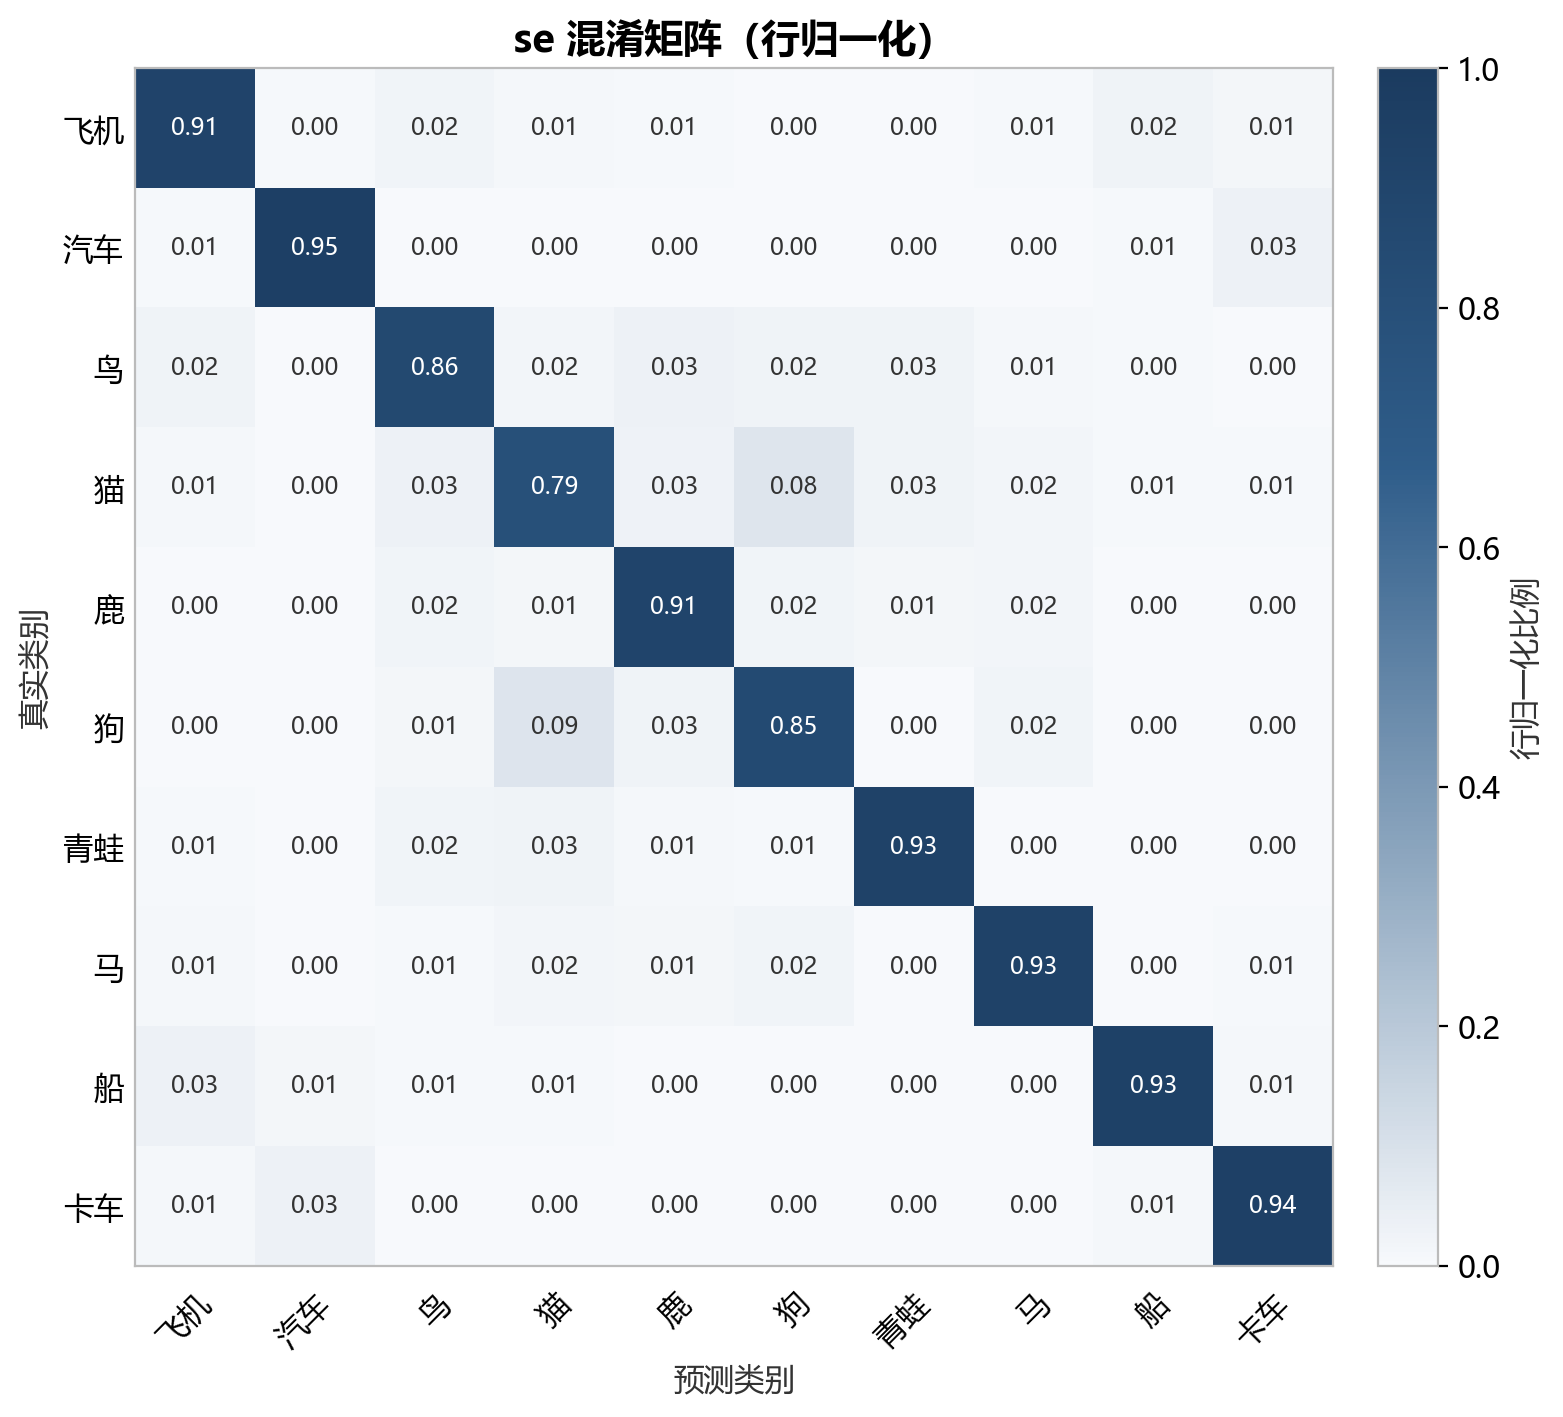 se 混淆矩阵（行归一化）
飞机 0.91 0.00 0.02 0.01 0.01 0.00 0.00 0.01 0.02 0.01
汽车 0.01 0.95 0.00 0.00 0.00 0.00 0.00 0.00 0.01 0.03
鸟 0.02 0.00 0.86 0.02 0.03 0.02 0.03 0.01 0.00 0.00
猫 0.01 0.00 0.03 0.79 0.03 0.08 0.03 0.02 0.01 0.01
鹿 0.00 0.00 0.02 0.01 0.91 0.02 0.01 0.02 0.00 0.00
狗 0.00 0.00 0.01 0.09 0.03 0.85 0.00 0.02 0.00 0.00
青蛙 0.01 0.00 0.02 0.03 0.01 0.01 0.93 0.00 0.00 0.00
马 0.01 0.00 0.01 0.02 0.01 0.02 0.00 0.93 0.00 0.01
船 0.03 0.01 0.01 0.01 0.00 0.00 0.00 0.00 0.93 0.01
卡车 0.01 0.03 0.00 0.00 0.00 0.00 0.00 0.00 0.01 0.94
飞机 汽车 鸟 猫 鹿 狗 青蛙 马 船 卡车
预测类别
真实类别
1.0
0.8
0.6
0.4
0.2
0.0
行归一化比例